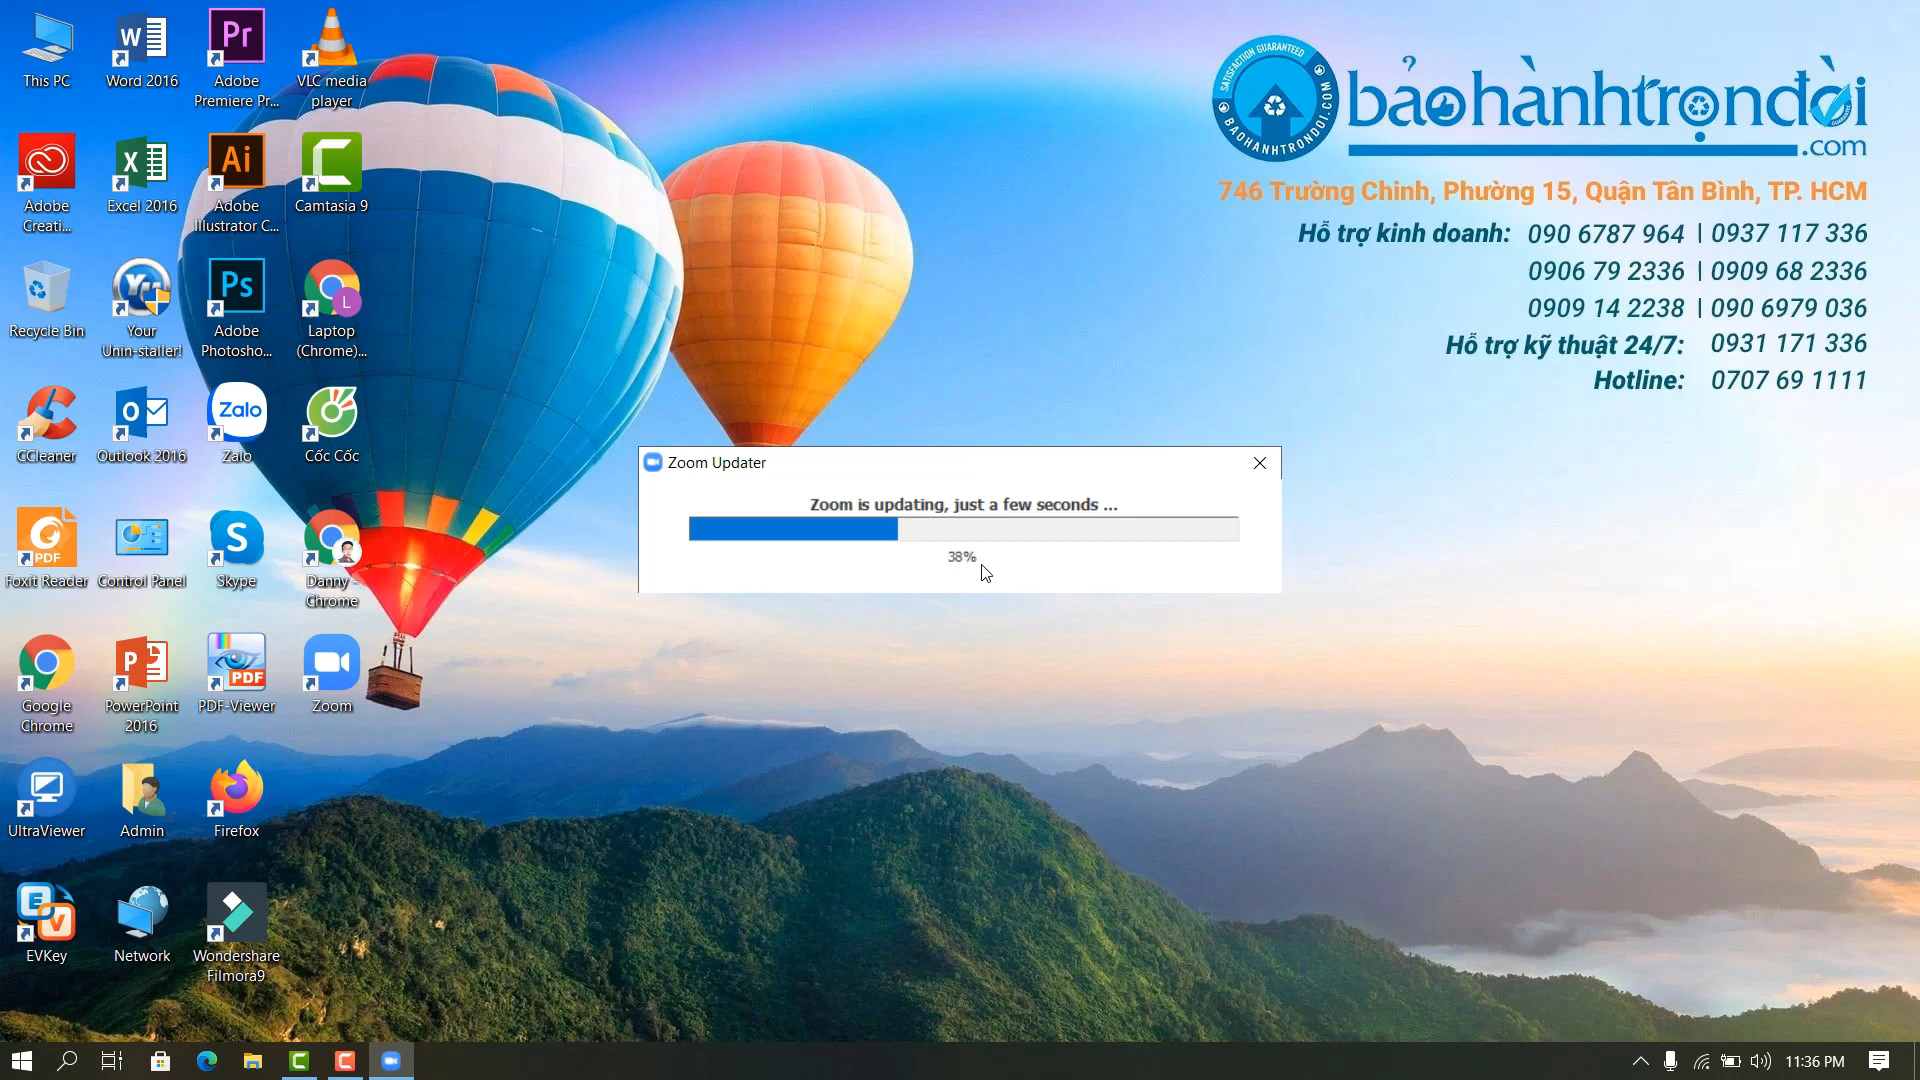 This PC
Word 2016
Pr
Adobe
Premiere Pr...
VLC media
player
Adobe
Creati...
X
Excel 2016
Ai
Adobe
Illustrator C...
Camtasia 9
Recycle Bin
Your
Unin-staller!
Ps
Adobe
Photosho...
L
Laptop
(Chrome)...
CCleaner
Outlook 2016
Zalo
Zalo
Cốc Cốc
PDF
Foxit Reader
Control Panel
S
Skype
Danny -
Chrome
Google
Chrome
P
PowerPoint
2016
PDF
PDF-Viewer
Zoom
UltraViewer
Admin
Firefox
E
V
EVKey
Network
Wondershare
Filmora9
SATISFACTION GUARANTEED
BAOHANHTRONDOI.COM
bảohànhtrọnđời
.com
746 Trường Chinh, Phường 15, Quận Tân Bình, TP. HCM
Hỗ trợ kinh doanh: 090 6787 964 | 0937 117 336
0906 79 2336 | 0909 68 2336
0909 14 2238 | 090 6979 036
Hỗ trợ kỹ thuật 24/7: 0931 171 336
Hotline: 0707 69 1111
Zoom Updater
Zoom is updating, just a few seconds ...
38%
11:36 PM